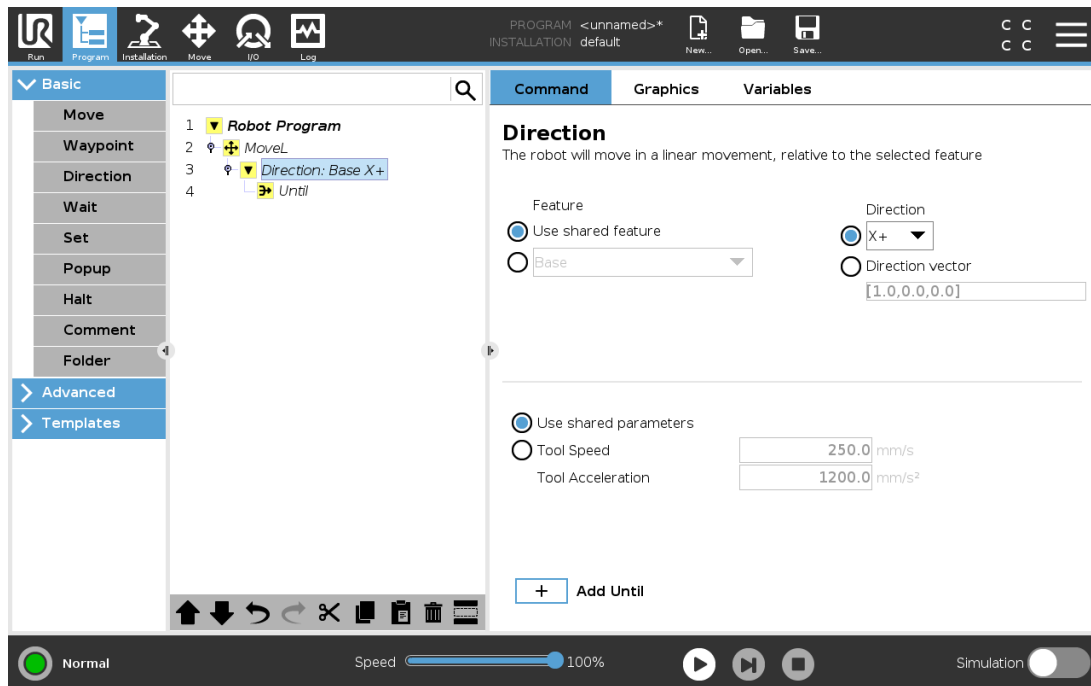 PROGRAM <unnamed>*
INSTALLATION default
C C
C C
Run Program Installation Move I/O Log New... Open... Save...
Basic
Move
Waypoint
Direction
Wait
Set
Popup
Halt
Comment
Folder
Advanced
Templates
1 Robot Program
2 MoveL
3 Direction: Base X+
4 Until
Command Graphics Variables
Direction
The robot will move in a linear movement, relative to the selected feature
Feature
Use shared feature
Base
Direction
X+
Direction vector
[1.0,0.0,0.0]
Use shared parameters
Tool Speed 250.0 mm/s
Tool Acceleration 1200.0 mm/s²
+ Add Until
Normal Speed 100% Simulation